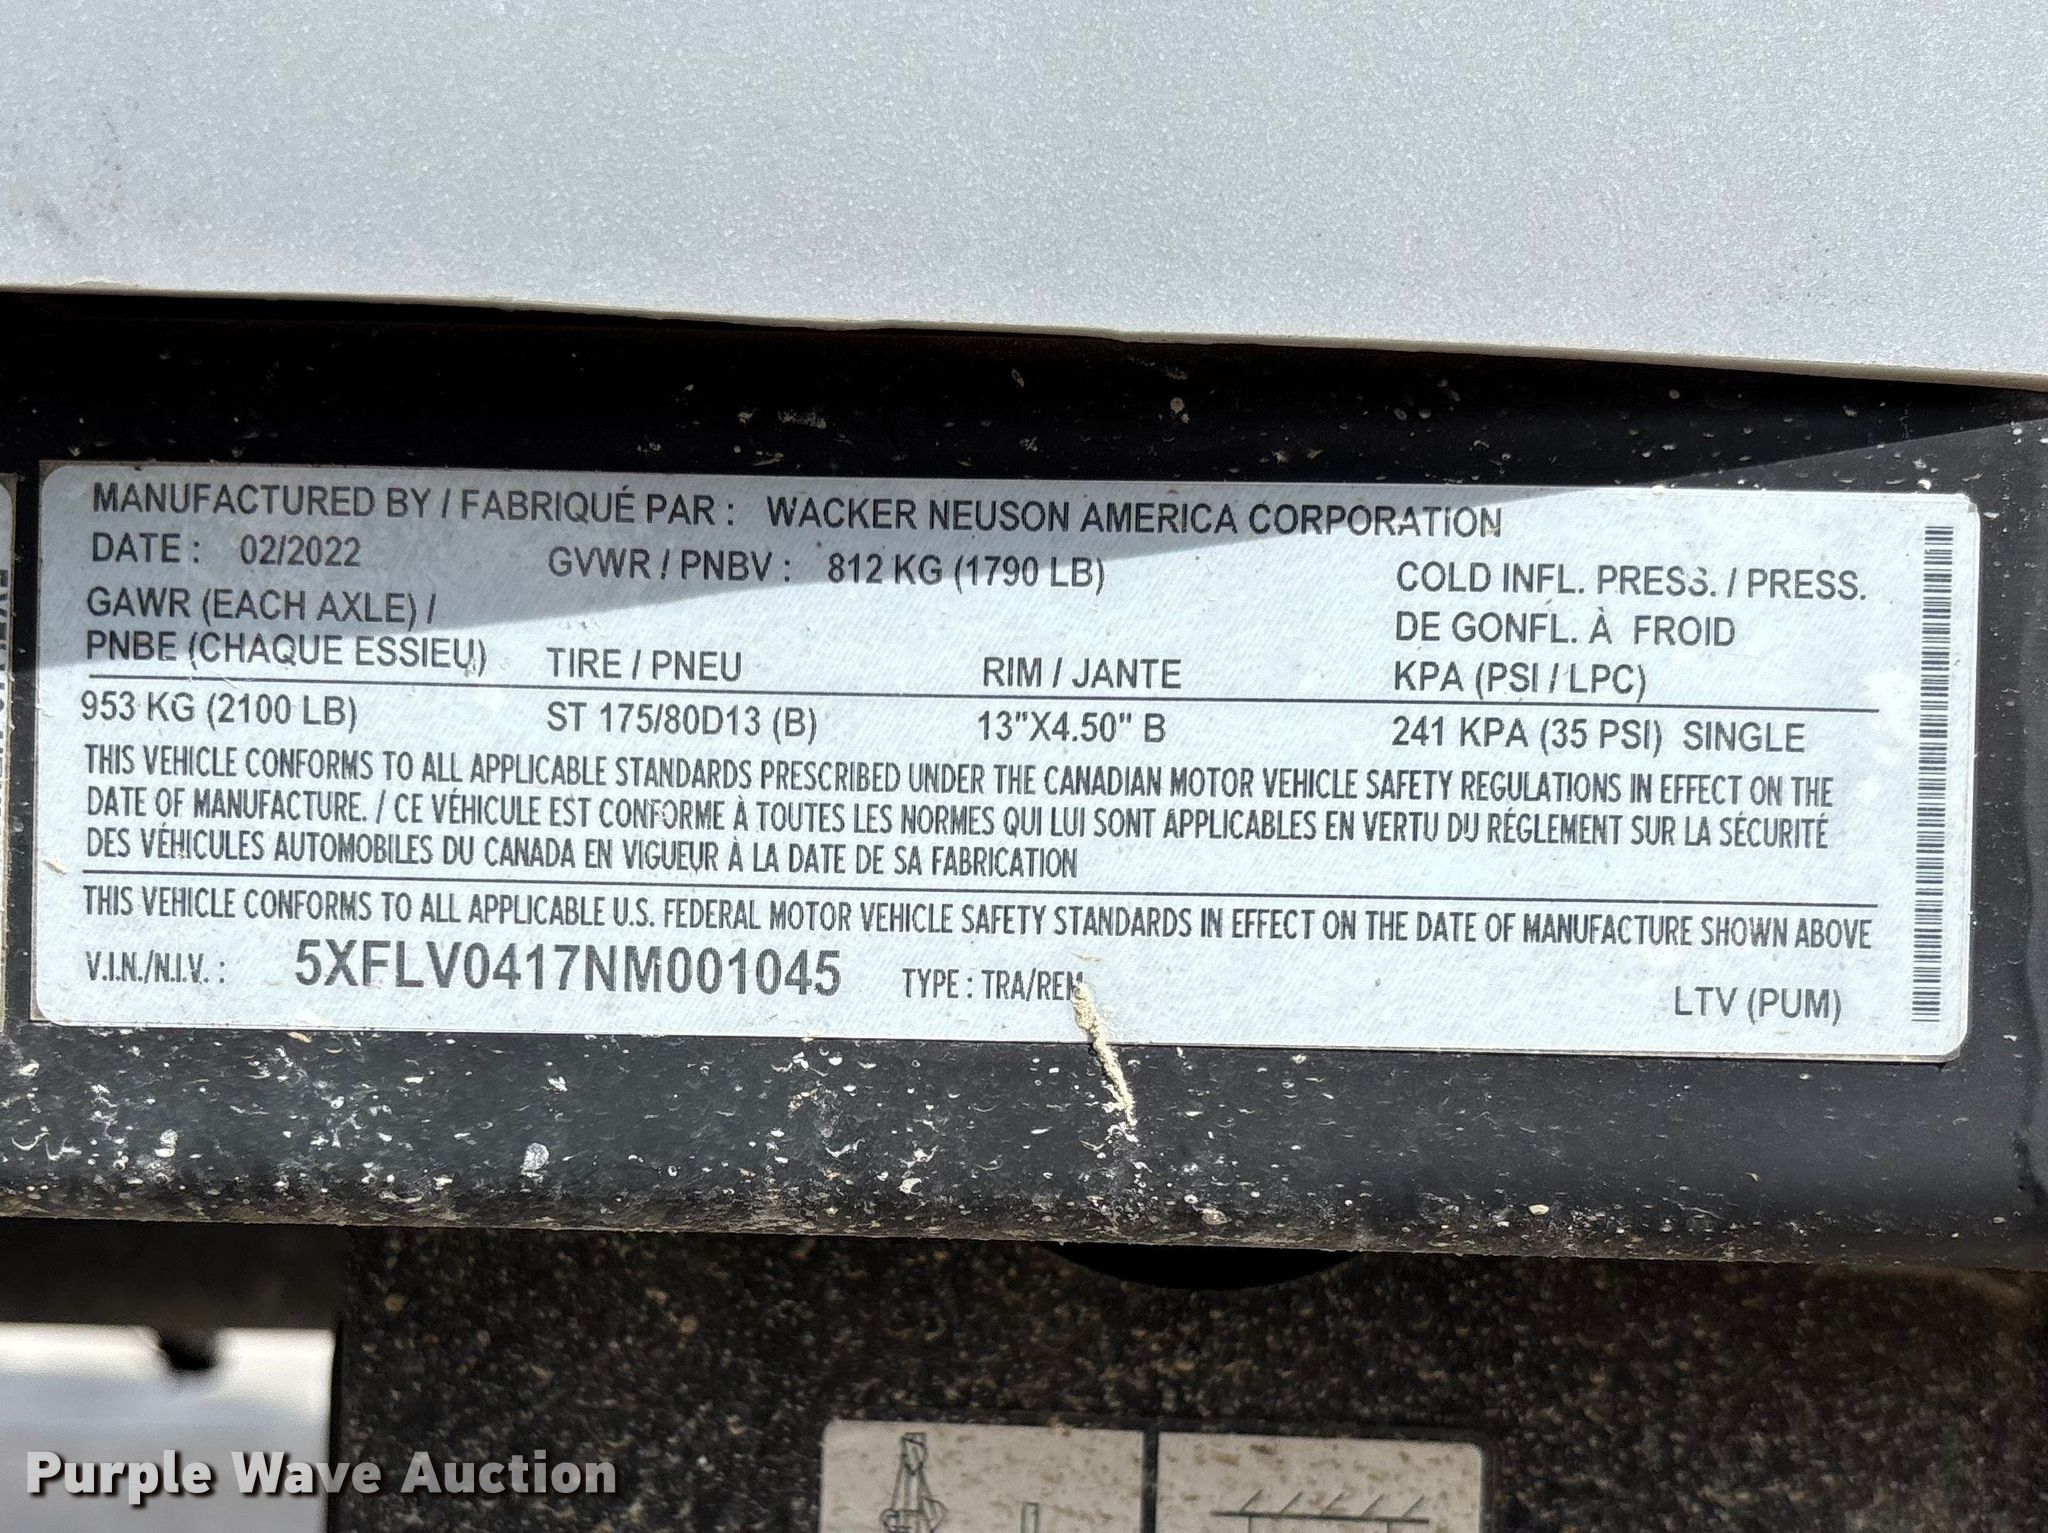 MANUFACTURED BY / FABRIQUÉ PAR : WACKER NEUSON AMERICA CORPORATION
DATE : 02/2022 GVWR / PNBV : 812 KG (1790 LB)
GAWR (EACH AXLE) /
PNBE (CHAQUE ESSIEU) TIRE / PNEU RIM / JANTE
COLD INFL. PRESS. / PRESS.
DE GONFL. À FROID
KPA (PSI / LPC)
953 KG (2100 LB) ST 175/80D13 (B) 13"X4.50" B 241 KPA (35 PSI) SINGLE
THIS VEHICLE CONFORMS TO ALL APPLICABLE STANDARDS PRESCRIBED UNDER THE CANADIAN MOTOR VEHICLE SAFETY REGULATIONS IN EFFECT ON THE
DATE OF MANUFACTURE. / CE VÉHICULE EST CONFORME À TOUTES LES NORMES QUI LUI SONT APPLICABLES EN VERTU DU RÉGLEMENT SUR LA SÉCURITÉ
DES VÉHICULES AUTOMOBILES DU CANADA EN VIGUEUR À LA DATE DE SA FABRICATION
THIS VEHICLE CONFORMS TO ALL APPLICABLE U.S. FEDERAL MOTOR VEHICLE SAFETY STANDARDS IN EFFECT ON THE DATE OF MANUFACTURE SHOWN ABOVE
V.I.N./N.I.V. : 5XFLV0417NM001045 TYPE : TRA/REM LTV (PUM)
Purple Wave Auction